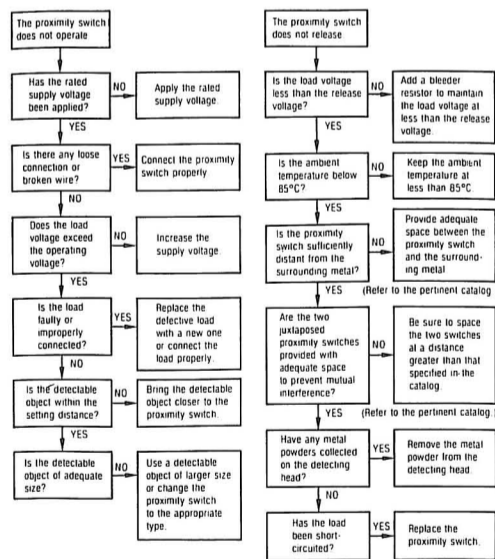 The proximity switch
does not operate
Has the rated
supply voltage
been applied?
NO
Apply the rated
supply voltage.
YES
Is there any loose
connection or
broken wire?
YES
Connect the proximity
switch properly.
NO
Does the load
voltage exceed
the operating
voltage?
NO
Increase the
supply voltage.
YES
Is the load
faulty or
improperly
connected?
YES
Replace the
defective load
with a new one
or connect the
load properly.
NO
Is the detectable
object within the
setting distance?
NO
Bring the detectable
object closer to the
proximity switch.
YES
Is the detectable
object of adequate
size?
NO
Use a detectable
object of larger size
or change the
proximity switch
to the appropriate
type.
The proximity switch
does not release
Is the load voltage
less than the release
voltage?
NO
Add a bleeder
resistor to maintain
the load voltage at
less than the release
voltage.
YES
Is the ambient
temperature below
85°C?
NO
Keep the ambient
temperature at
less than 85°C.
YES
Is the proximity
switch sufficiently
distant from the
surrounding metal?
NO
Provide adequate
space between the
proximity switch
and the surround-
ing metal
YES
(Refer to the pertinent catalog.
Are the two
juxtaposed
proximity switches
provided with
adequate space
to prevent mutual
interference?
NO
Be sure to space
the two switches
at a distance
greater than that
specified in the
catalog.
YES
(Refer to the pertinent catalog.)
Have any metal
powders collected
on the detecting
head?
YES
Remove the metal
powder from the
detecting head.
NO
Has the load
been short-
circuited?
YES
Replace the
proximity switch.